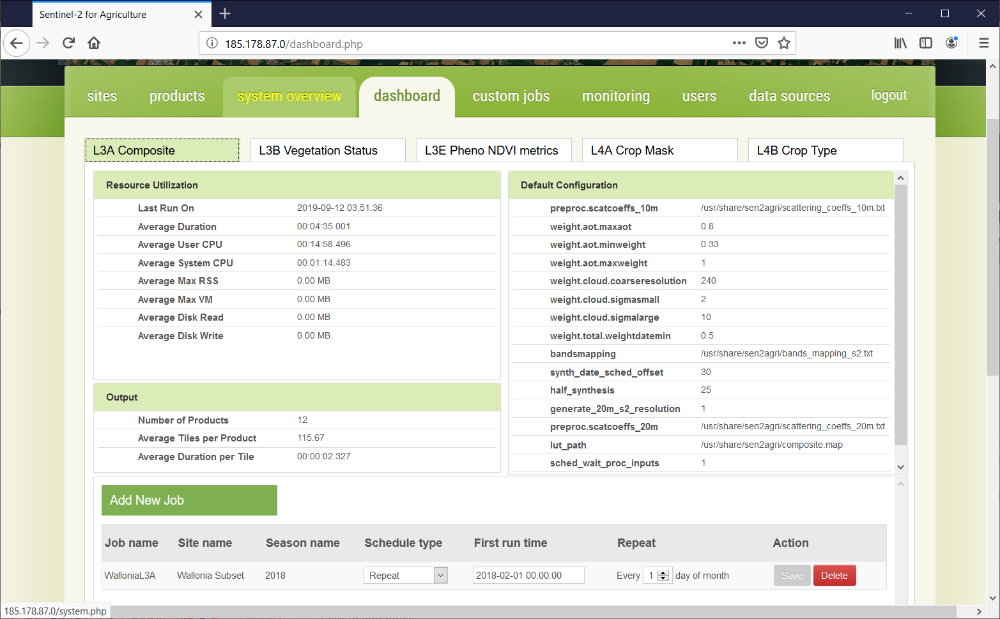 Sentinel-2 for Agriculture
185.178.87.0/dashboard.php
sites products system overview dashboard custom jobs monitoring users data sources logout
L3A Composite L3B Vegetation Status L3E Pheno NDVI metrics L4A Crop Mask L4B Crop Type
Resource Utilization
Last Run On 2019-09-12 03:51:36
Average Duration 00:04:35.001
Average User CPU 00:14:58.496
Average System CPU 00:01:14.483
Average Max RSS 0.00 MB
Average Max VM 0.00 MB
Average Disk Read 0.00 MB
Average Disk Write 0.00 MB
Output
Number of Products 12
Average Tiles per Product 115.67
Average Duration per Tile 00:00:02.327
Default Configuration
preproc.scatcoeffs_10m /usr/share/sen2agri/scattering_coeffs_10m.txt
weight.aot.maxaot 0.8
weight.aot.minweight 0.33
weight.aot.maxweight 1
weight.cloud.coarseresolution 240
weight.cloud.sigmasmall 2
weight.cloud.sigmalarge 10
weight.total.weightdatemin 0.5
bandsmapping /usr/share/sen2agri/bands_mapping_s2.txt
synth_date_sched_offset 30
half_synthesis 25
generate_20m_s2_resolution 1
preproc.scatcoeffs_20m /usr/share/sen2agri/scattering_coeffs_20m.txt
lut_path /usr/share/sen2agri/composite.map
sched_wait_proc_inputs 1
Add New Job
Job name Site name Season name Schedule type First run time Repeat Action
WalloniaL3A Wallonia Subset 2018 Repeat 2018-02-01 00:00:00 Every 1 day of month Save Delete
185.178.87.0/system.php